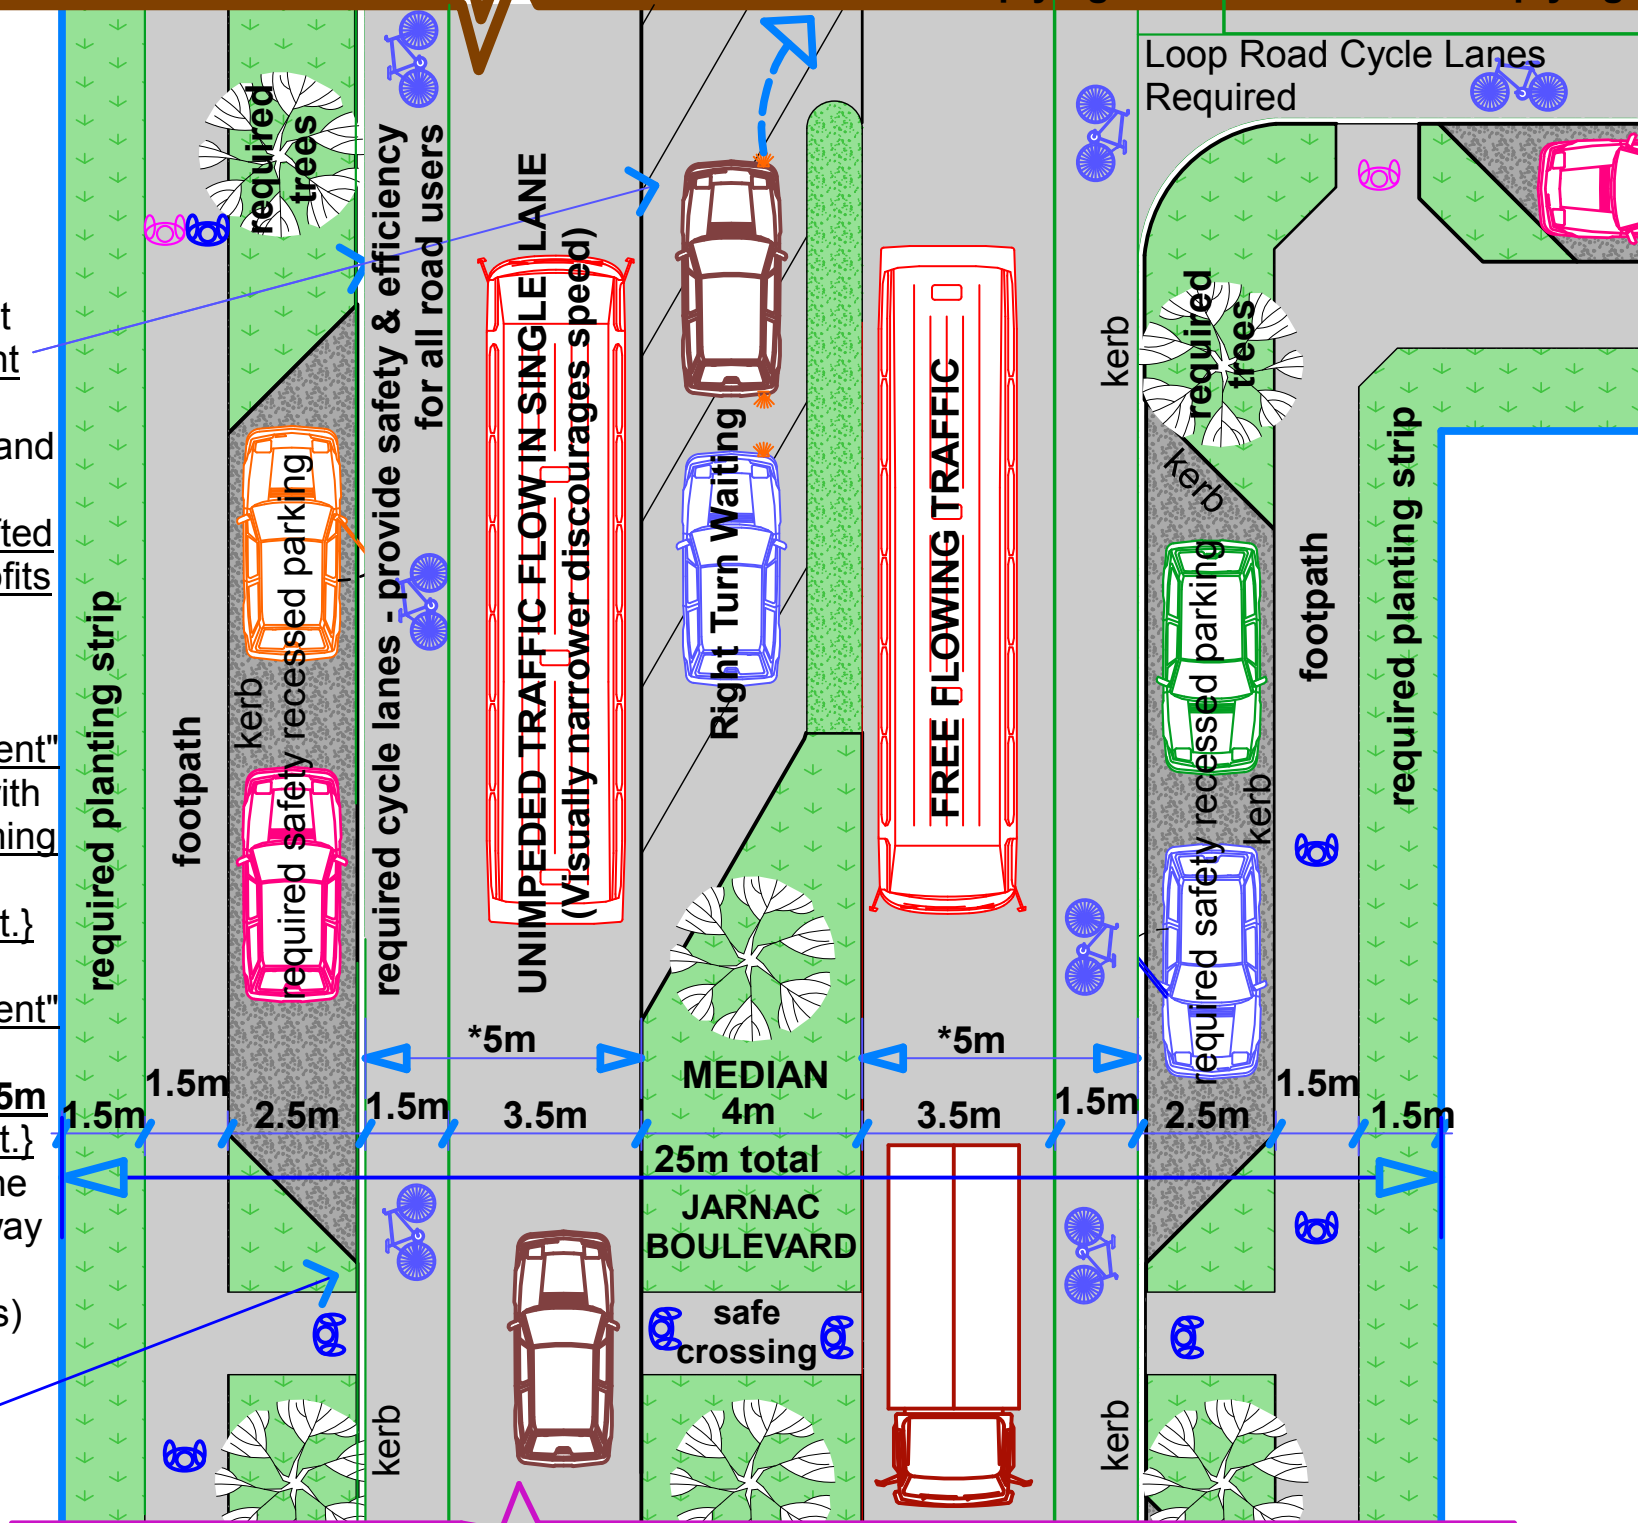 Loop Road Cycle Lanes
Required
required
trees
required cycle lanes - provide safety & efficiency
for all road users
UNIMPEDED TRAFFIC FLOW IN SINGLE LANE
(Visually narrower discourages speed)
Right Turn Waiting
FREE FLOWING TRAFFIC
kerb
required
trees
kerb
required planting strip
footpath
kerb
required safety recessed parking
required safety recessed parking
kerb
footpath
required planting strip
and
ent"
ent"
5m
t.}
t.}
s)
*5m
*5m
MEDIAN
4m
1.5m
1.5m
2.5m
1.5m
3.5m
3.5m
1.5m
2.5m
1.5m
1.5m
25m total
JARNAC
BOULEVARD
safe
crossing
kerb
kerb